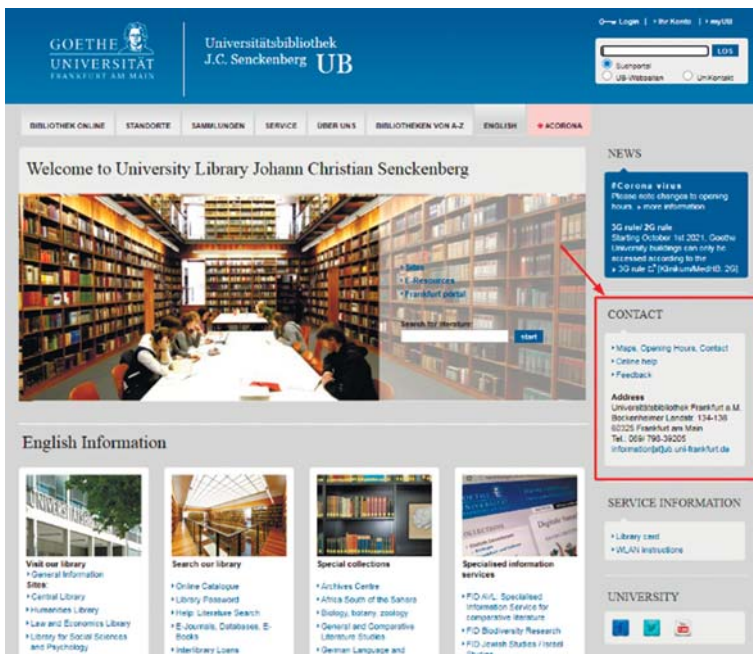 Login | Ihr Konto | myUB
GOETHE
UNIVERSITÄT
FRANKFURT AM MAIN
Universitätsbibliothek
J.C. Senckenberg UB
LOS
Suchportal
UB-Webseiten UniKontakt
BIBLIOTHEK ONLINE STANDORTE SAMMLUNGEN SERVICE ÜBER UNS BIBLIOTHEKEN VON A-Z ENGLISH #CORONA
Welcome to University Library Johann Christian Senckenberg
Sites
E-Resources
Frankfurt portal
Search for literature:
start
NEWS
#Corona virus
Please note changes to opening
hours. » more information
3G rule/ 2G rule
Starting October 1st 2021, Goethe
University buildings can only be
accessed according to the
3G rule [Klinikum/MedHB: 2G]
CONTACT
Maps, Opening Hours, Contact
Online help
Feedback
Address
Universitätsbibliothek Frankfurt a.M.
Bockenheimer Landstr. 134-138
60325 Frankfurt am Main
Tel.: 069/ 798-39205
information[at]ub.uni-frankfurt.de
SERVICE INFORMATION
Library card
WLAN instructions
UNIVERSITY
English Information
UNIVERSITÄT
Visit our library
General Information
Sites:
Central Library
Humanities Library
Law and Economics Library
Library for Social Sciences
and Psychology
Search our library
Online Catalogue
Library Password
Help: Literature Search
E-Journals, Databases, E-
Books
Interlibrary Loans
Special collections
Archives Centre
Africa South of the Sahara
Biology, botany, zoology
General and Comparative
Literature Studies
German Language and
GOETHE
UNIVERSITÄT
Digitale
Specialised information
services
FID AVL: Specialised
Information Service for
comparative literature
FID Biodiversity Research
FID Jewish Studies / Israel
Studies